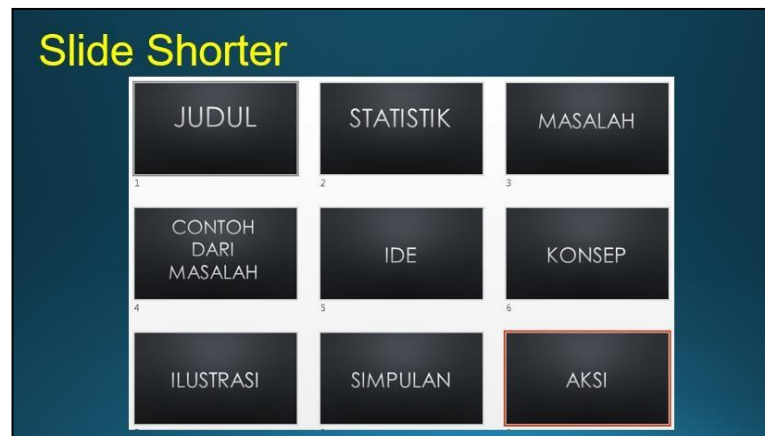 Slide Shorter
JUDUL
STATISTIK
MASALAH
1
2
3
CONTOH
DARI
MASALAH
IDE
KONSEP
4
5
6
ILUSTRASI
SIMPULAN
AKSI